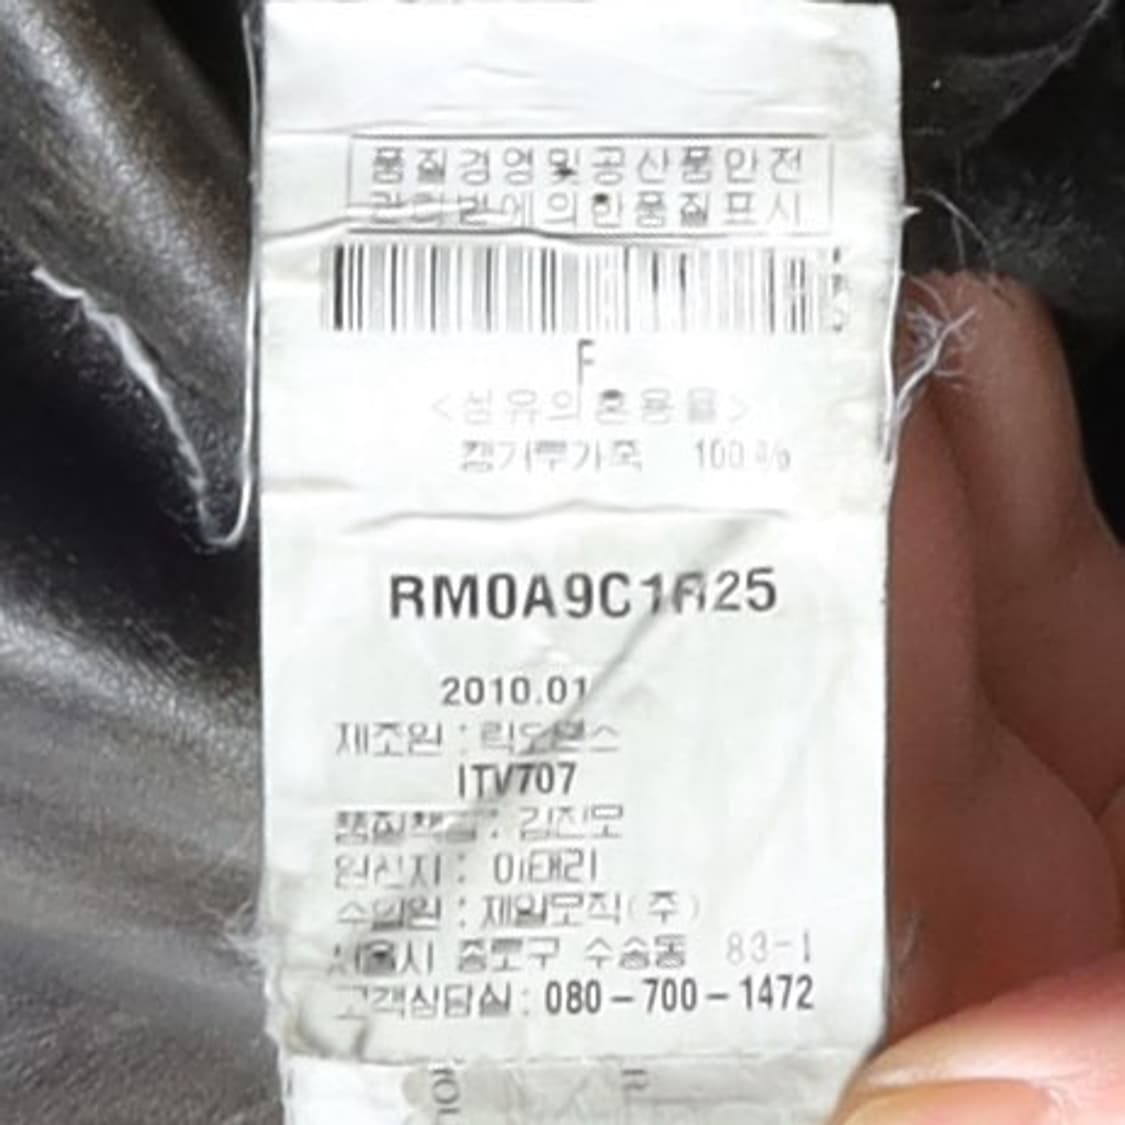 품질경영및공산품안전
관리법에의한품질표시
F
<섬유의혼용율>
캥거루가죽 100%
RM0A9C1A25
2010.01
제조원 : 릭오웬스
ITV707
품질책임 : 김진모
원산지 : 이태리
수입원 : 제일모직(주)
서울시 종로구 수송동 83-1
고객상담실 : 080-700-1472